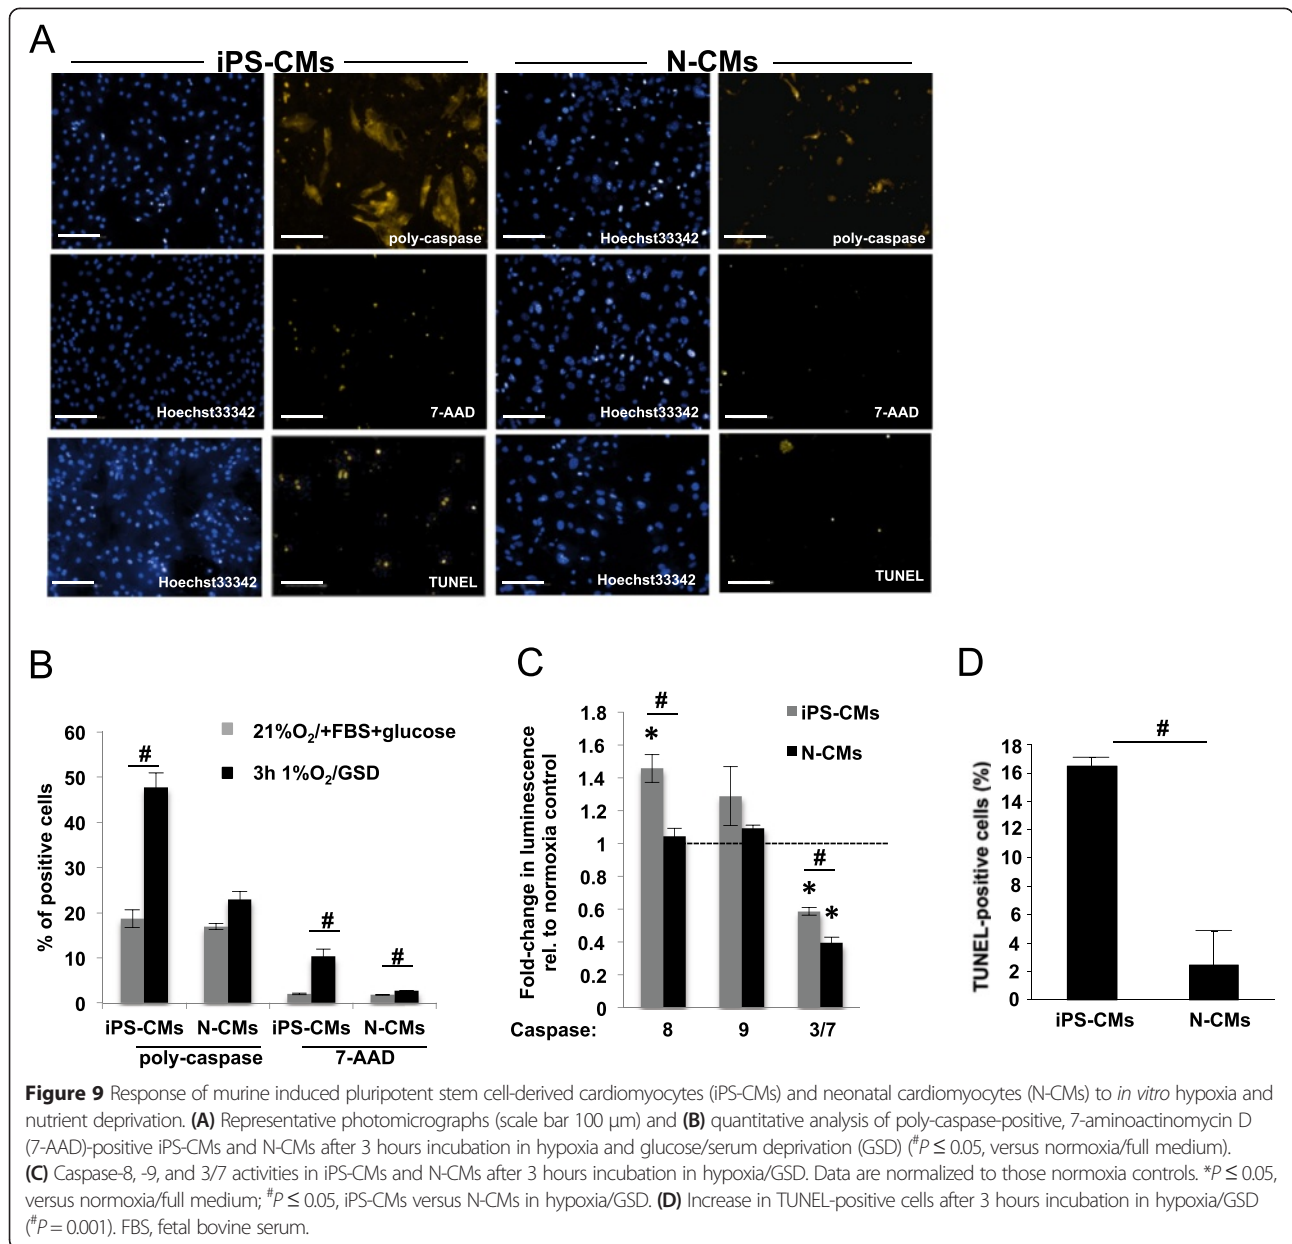 A
iPS-CMs
N-CMs
poly-caspase
Hoechst33342
poly-caspase
Hoechst33342
7-AAD
Hoechst33342
7-AAD
Hoechst33342
TUNEL
Hoechst33342
TUNEL
B
% of positive cells
60
50
40
30
20
10
0
21%O₂/+FBS+glucose
3h 1%O₂/GSD
#
#
#
iPS-CMs N-CMs iPS-CMs N-CMs
poly-caspase 7-AAD
C
Fold-change in luminescence
rel. to normoxia control
1.8
1.6
1.4
1.2
1
0.8
0.6
0.4
0.2
0
iPS-CMs
N-CMs
#
*
#
*
*
Caspase: 8 9 3/7
D
TUNEL-positive cells (%)
18
16
14
12
10
8
6
4
2
0
#
iPS-CMs N-CMs
Figure 9 Response of murine induced pluripotent stem cell-derived cardiomyocytes (iPS-CMs) and neonatal cardiomyocytes (N-CMs) to in vitro hypoxia and
nutrient deprivation. (A) Representative photomicrographs (scale bar 100 μm) and (B) quantitative analysis of poly-caspase-positive, 7-aminoactinomycin D
(7-AAD)-positive iPS-CMs and N-CMs after 3 hours incubation in hypoxia and glucose/serum deprivation (GSD) (#P ≤ 0.05, versus normoxia/full medium).
(C) Caspase-8, -9, and 3/7 activities in iPS-CMs and N-CMs after 3 hours incubation in hypoxia/GSD. Data are normalized to those normoxia controls. *P ≤ 0.05,
versus normoxia/full medium; #P ≤ 0.05, iPS-CMs versus N-CMs in hypoxia/GSD. (D) Increase in TUNEL-positive cells after 3 hours incubation in hypoxia/GSD
(#P = 0.001). FBS, fetal bovine serum.